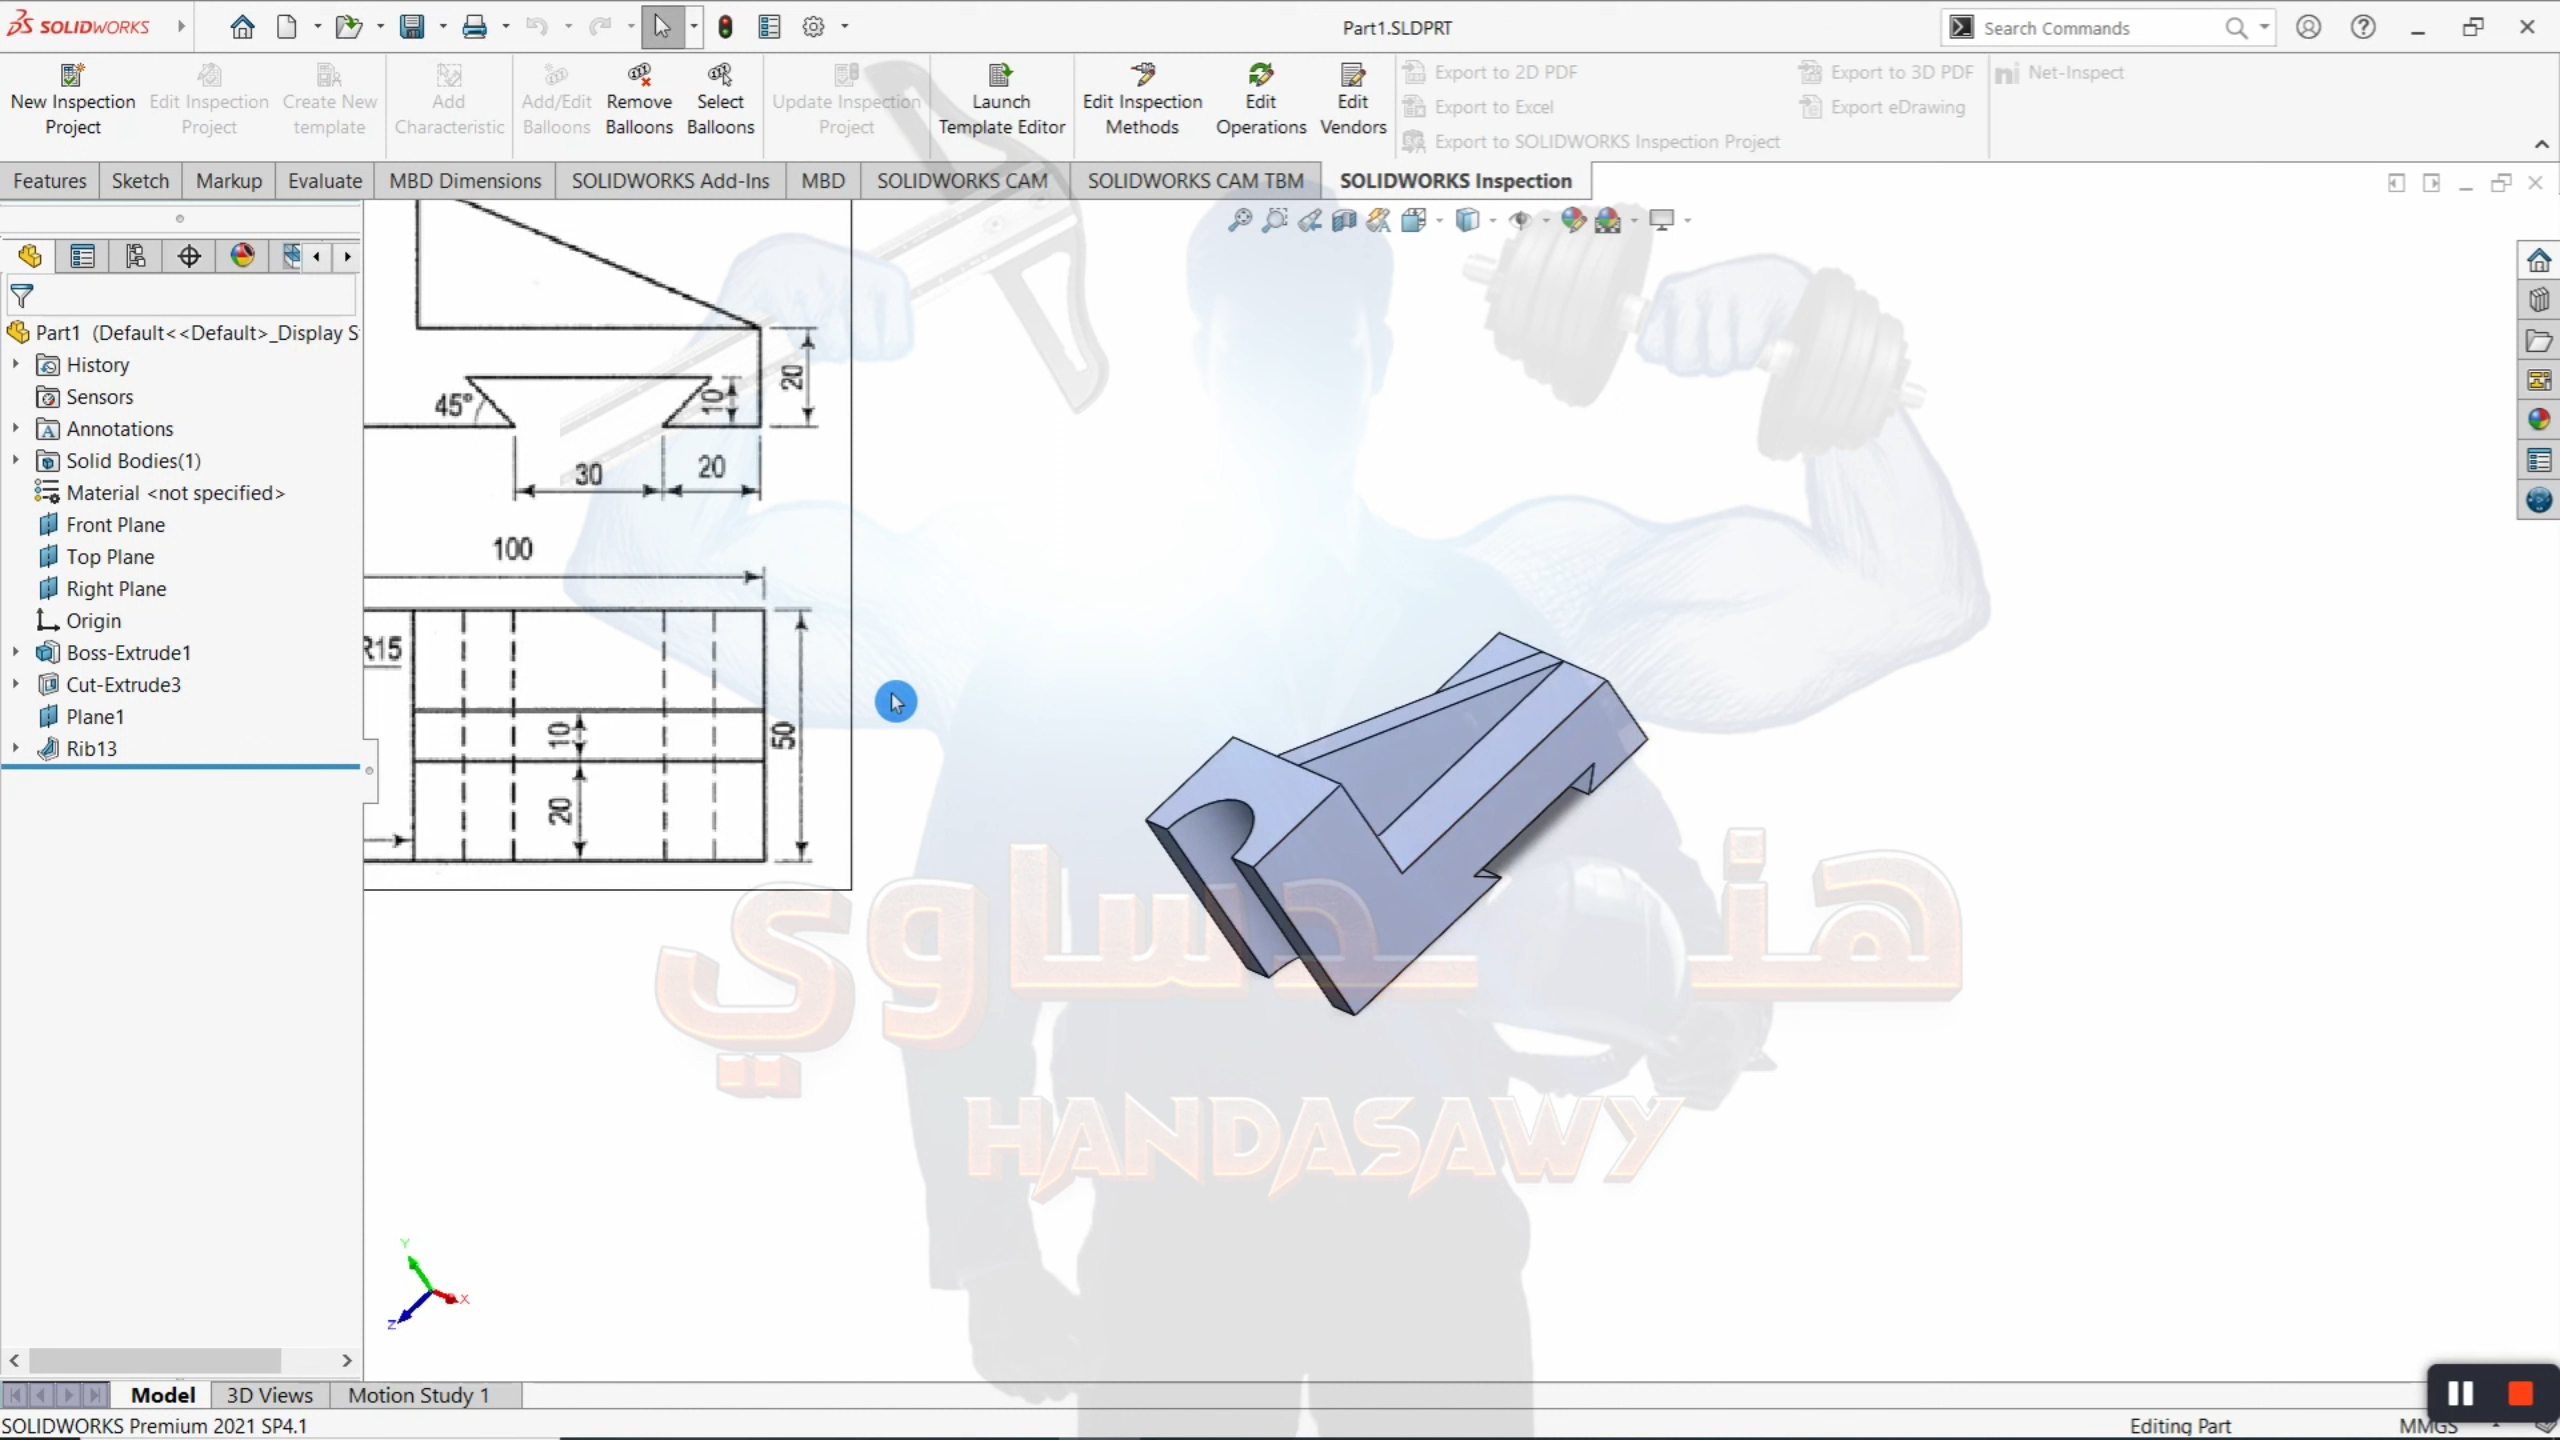 SOLIDWORKS
Part1.SLDPRT
Search Commands
New Inspection Project
Edit Inspection Project
Create New template
Add Characteristic
Add/Edit Balloons
Remove Balloons
Select Balloons
Update Inspection Project
Launch Template Editor
Edit Inspection Methods
Edit Operations
Edit Vendors
Export to 2D PDF
Export to Excel
Export to SOLIDWORKS Inspection Project
Export to 3D PDF
Export eDrawing
Net-Inspect
Features
Sketch
Markup
Evaluate
MBD Dimensions
SOLIDWORKS Add-Ins
MBD
SOLIDWORKS CAM
SOLIDWORKS CAM TBM
SOLIDWORKS Inspection
Part1 (Default<<Default>_Display S
History
Sensors
Annotations
Solid Bodies(1)
Material <not specified>
Front Plane
Top Plane
Right Plane
Origin
Boss-Extrude1
Cut-Extrude3
Plane1
Rib13
45°
10
20
30
20
100
R15
10
20
50
هندساوي
HANDASAWY
Y
X
Z
Model
3D Views
Motion Study 1
SOLIDWORKS Premium 2021 SP4.1
Editing Part
MMGS